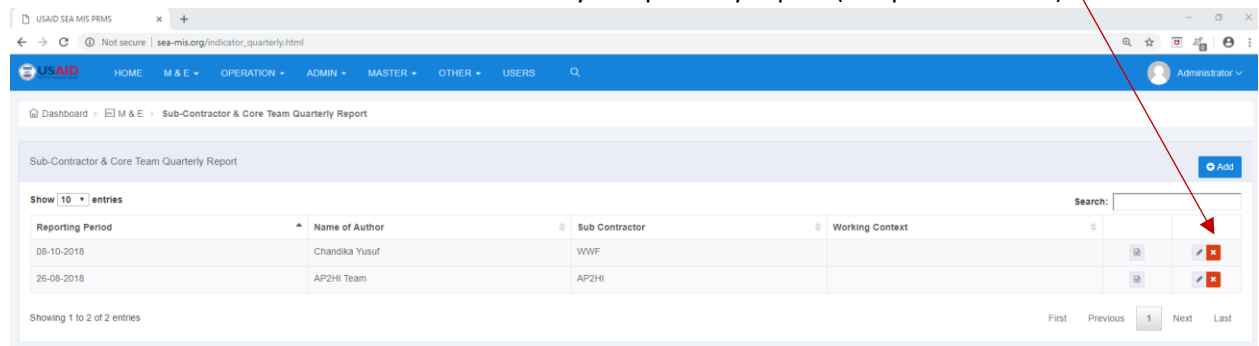 USAID SEA MIS PRMS
Not secure | sea-mis.org/indicator_quarterly.html
USAID HOME M & E OPERATION ADMIN MASTER OTHER USERS Administrator
Dashboard > M & E > Sub-Contractor & Core Team Quarterly Report
Sub-Contractor & Core Team Quarterly Report Add
Show 10 entries Search:
Reporting Period Name of Author Sub Contractor Working Context
08-10-2018 Chandika Yusuf WWF
26-08-2018 AP2HI Team AP2HI
Showing 1 to 2 of 2 entries First Previous 1 Next Last